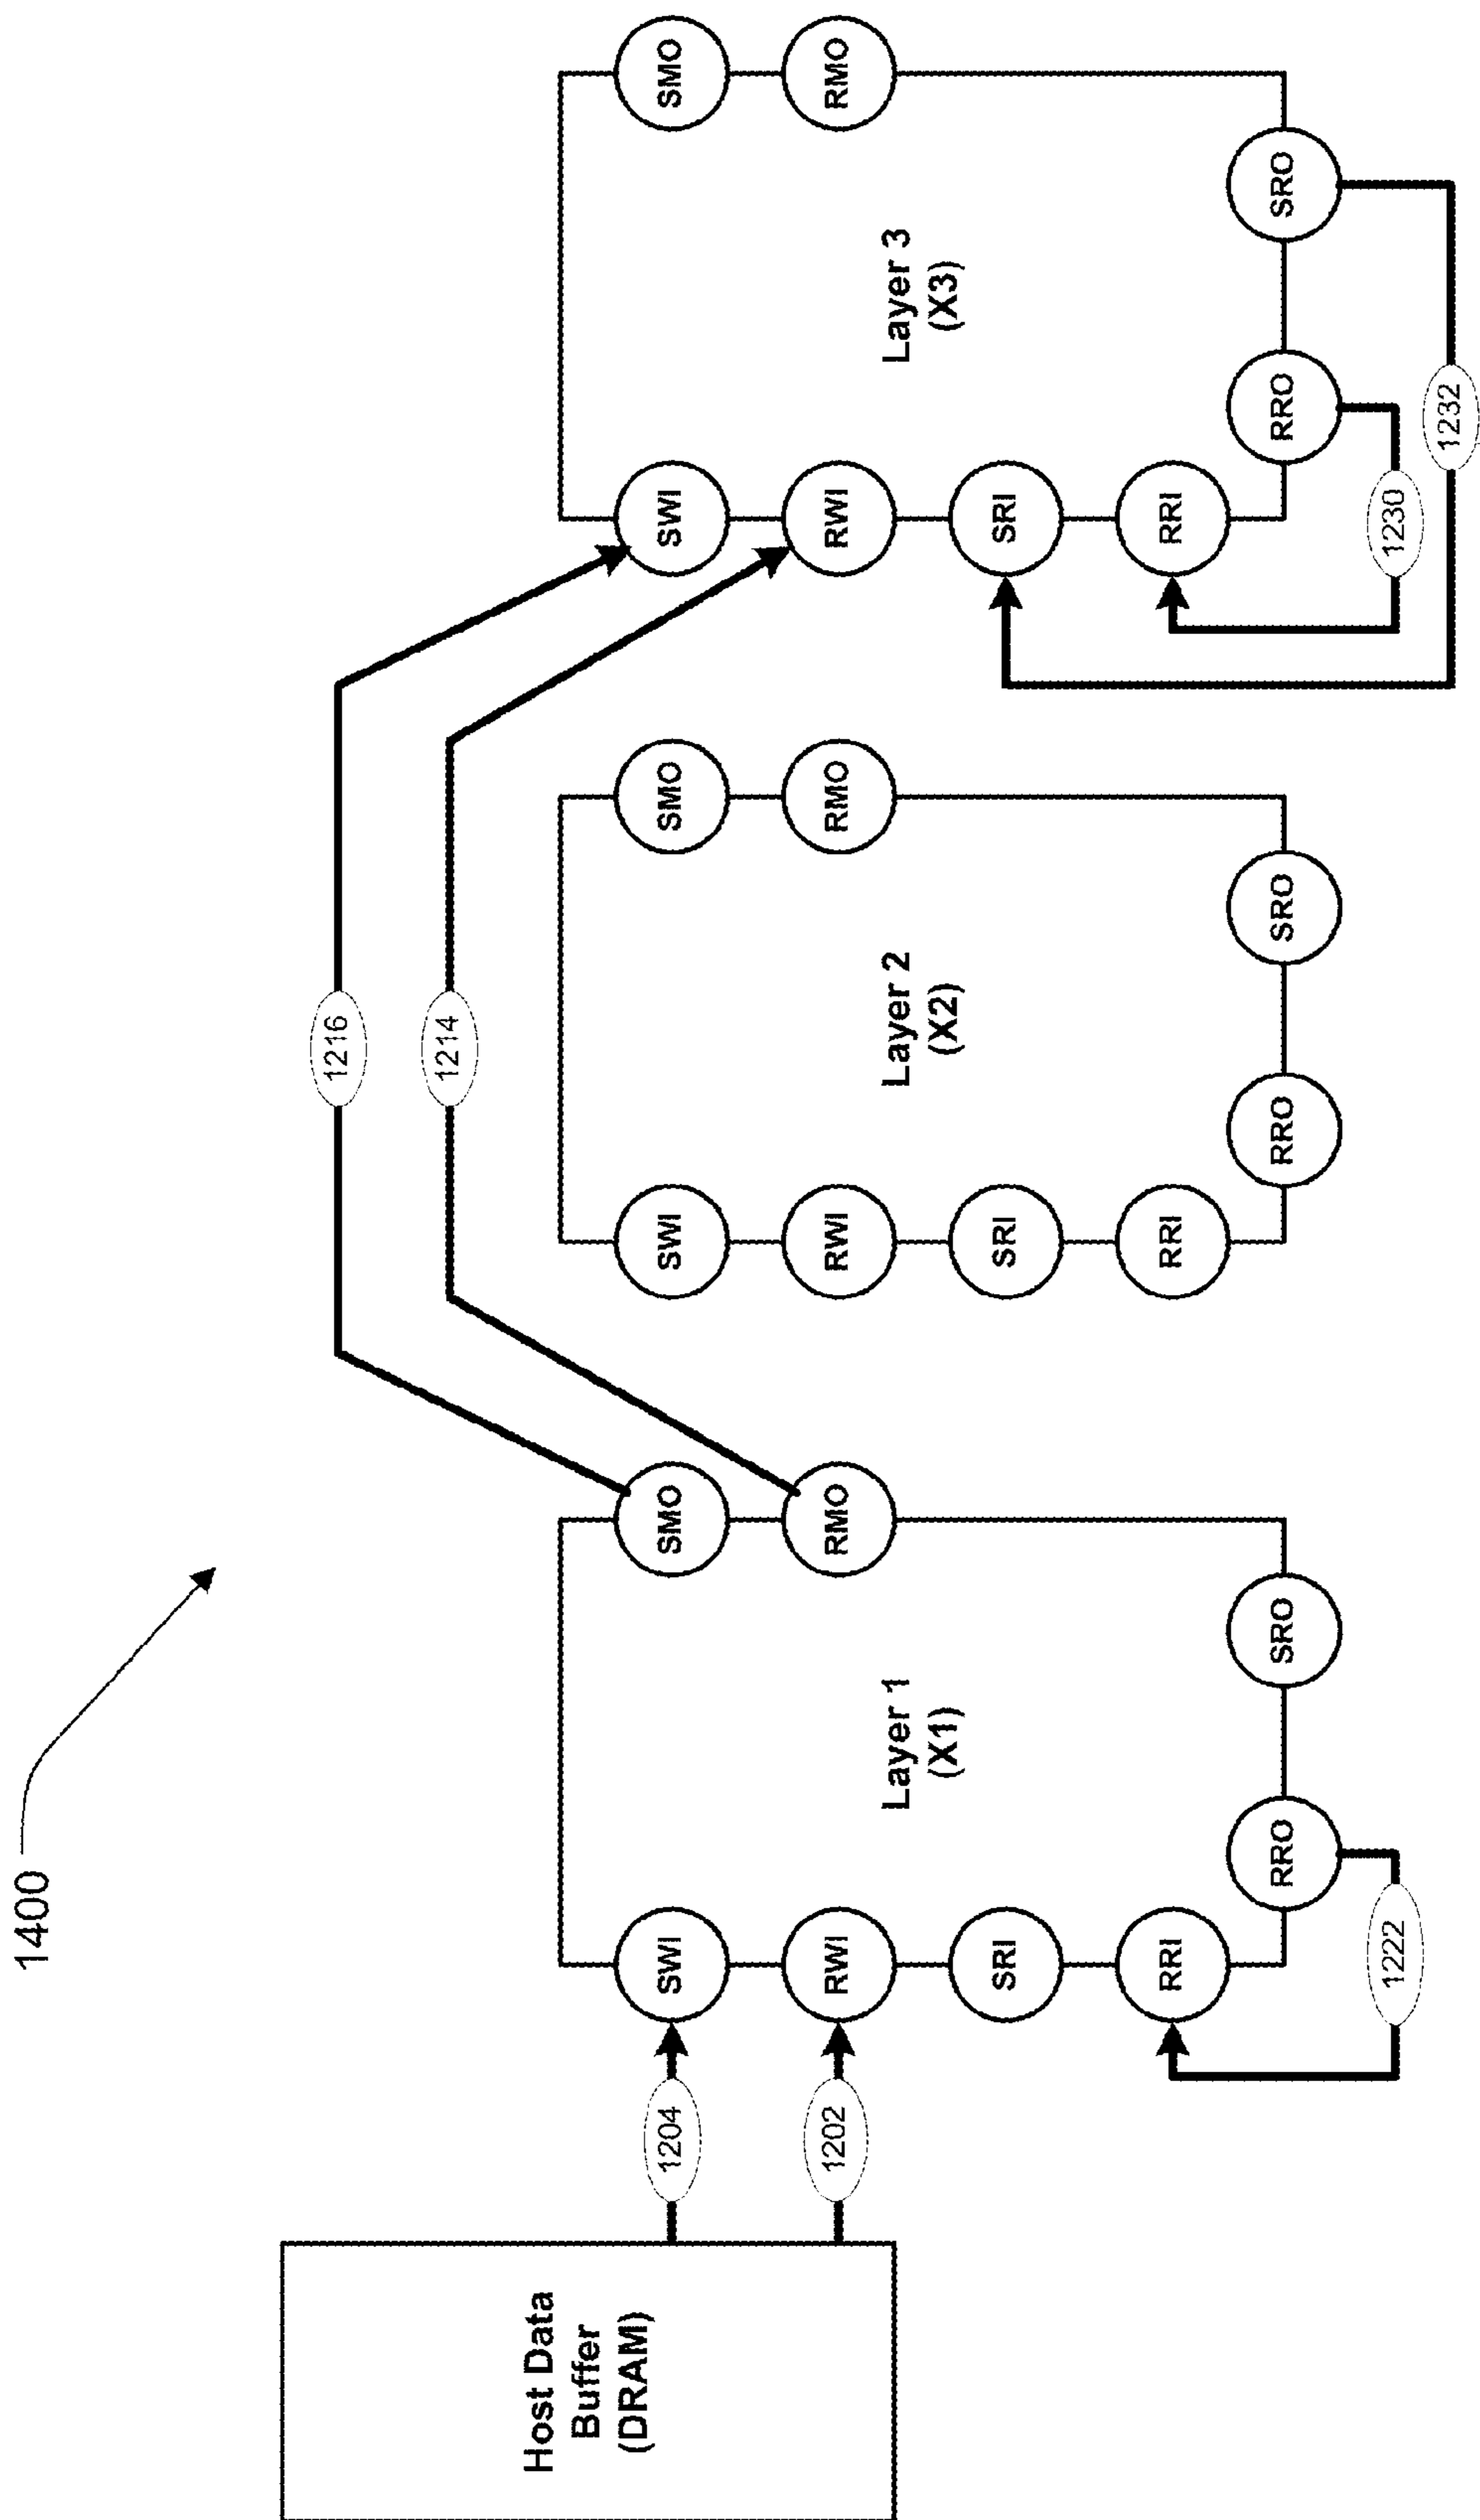 1400
Host Data
Buffer
(DRAM)
1204
1202
SWI
RWI
SRI
RRI
Layer 1
(X1)
SMO
RMO
RRO
SRO
1222
1216
1214
SWI
RWI
SRI
RRI
Layer 2
(X2)
SMO
RMO
RRO
SRO
SWI
RWI
SRI
RRI
Layer 3
(X3)
SMO
RMO
RRO
SRO
1230
1232